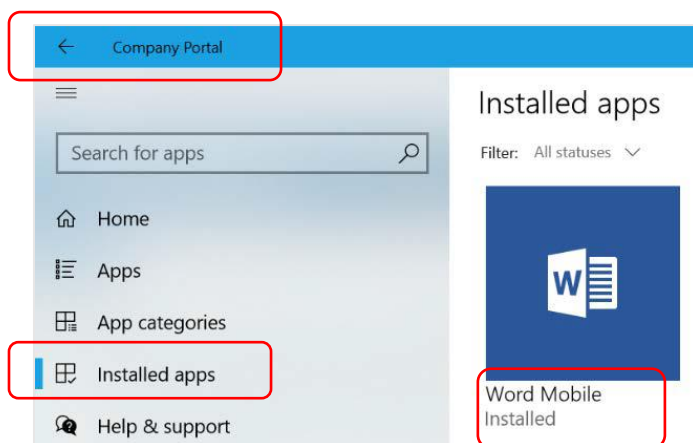 Company Portal
Search for apps
Home
Apps
App categories
Installed apps
Help & support
Installed apps
Filter: All statuses
W
Word Mobile
Installed